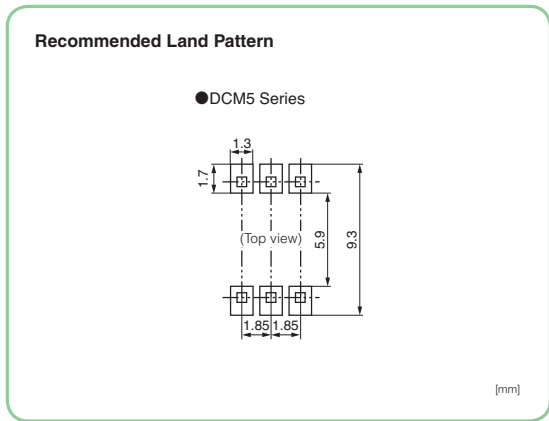 Recommended Land Pattern
●DCM5 Series
1.3
1.7
(Top view)
5.9
9.3
1.85 1.85
[mm]